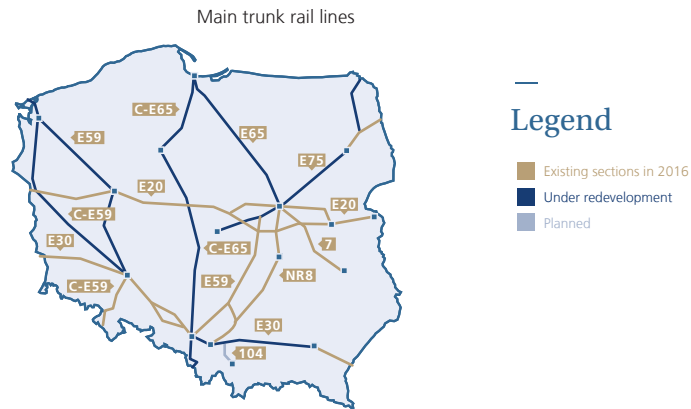 Main trunk rail lines
C-E65
E59
E65
E75
E20
E20
C-E59
E30
C-E65
7
E59
NR8
C-E59
E30
104
Legend
Existing sections in 2016
Under redevelopment
Planned